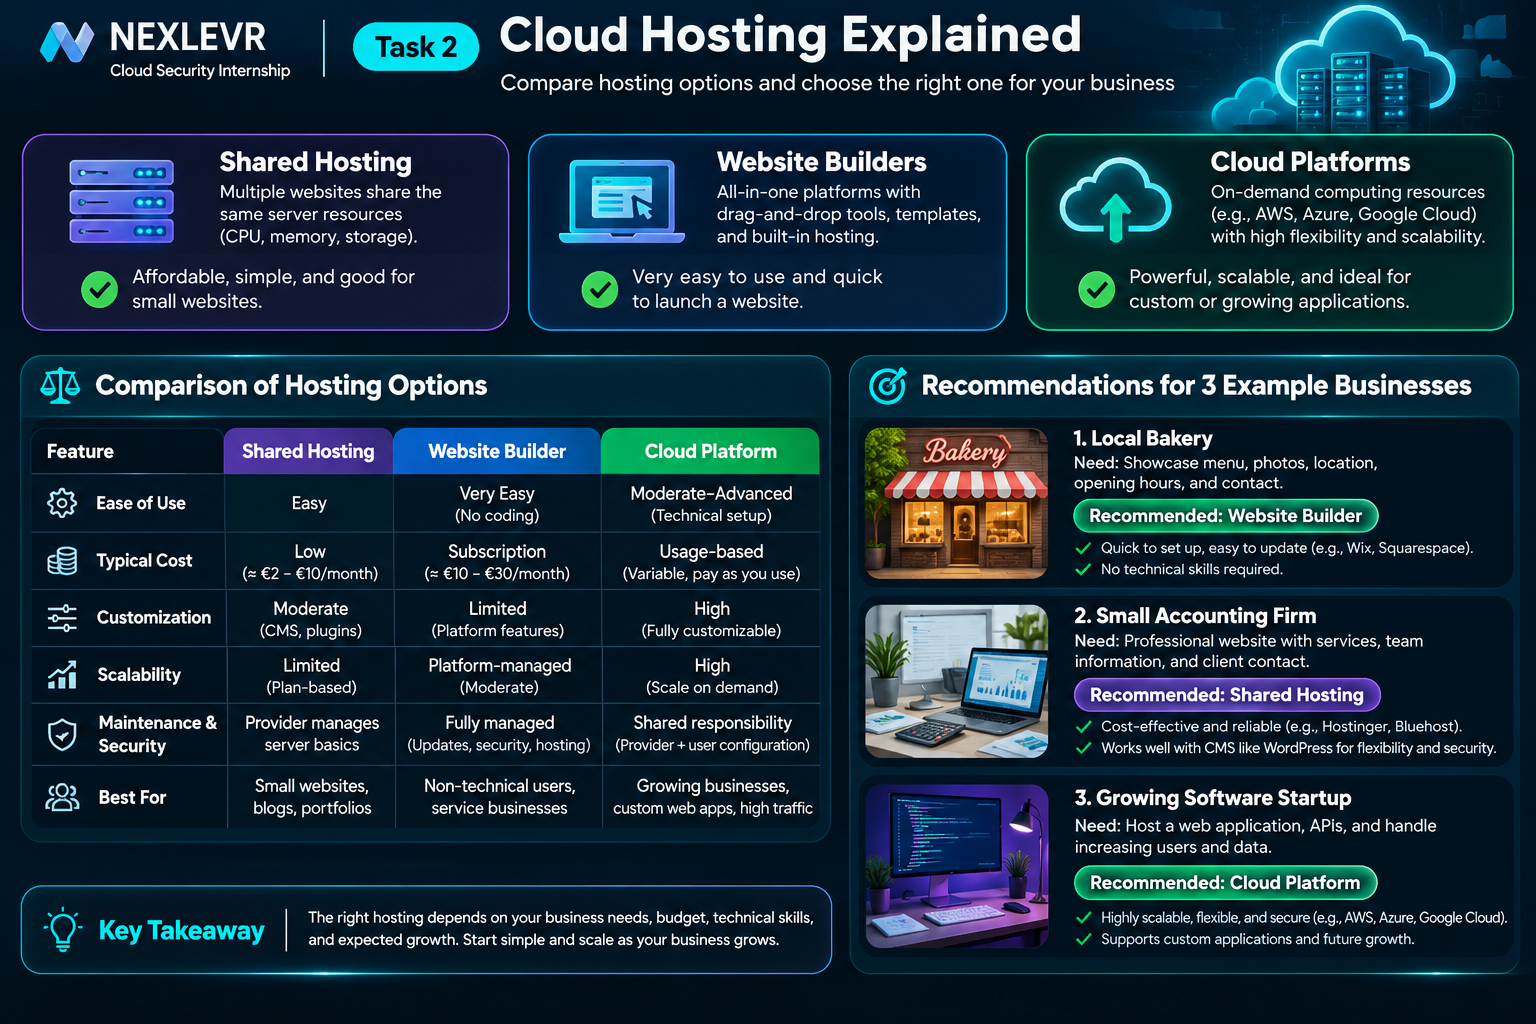 NEXLEVR
Cloud Security Internship
Task 2
Cloud Hosting Explained
Compare hosting options and choose the right one for your business
Shared Hosting
Multiple websites share the
same server resources
(CPU, memory, storage).
Affordable, simple, and good for
small websites.
Website Builders
All-in-one platforms with
drag-and-drop tools, templates,
and built-in hosting.
Very easy to use and quick
to launch a website.
Cloud Platforms
On-demand computing resources
(e.g., AWS, Azure, Google Cloud)
with high flexibility and scalability.
Powerful, scalable, and ideal for
custom or growing applications.
Comparison of Hosting Options
Feature
Shared Hosting
Website Builder
Cloud Platform
Ease of Use
Easy
Very Easy
(No coding)
Moderate–Advanced
(Technical setup)
Typical Cost
Low
(≈ €2 – €10/month)
Subscription
(≈ €10 – €30/month)
Usage-based
(Variable, pay as you use)
Customization
Moderate
(CMS, plugins)
Limited
(Platform features)
High
(Fully customizable)
Scalability
Limited
(Plan-based)
Platform-managed
(Moderate)
High
(Scale on demand)
Maintenance &
Security
Provider manages
server basics
Fully managed
(Updates, security, hosting)
Shared responsibility
(Provider + user configuration)
Best For
Small websites,
blogs, portfolios
Non-technical users,
service businesses
Growing businesses,
custom web apps, high traffic
Key Takeaway
The right hosting depends on your business needs, budget, technical skills,
and expected growth. Start simple and scale as your business grows.
Recommendations for 3 Example Businesses
Bakery
1. Local Bakery
Need: Showcase menu, photos, location,
opening hours, and contact.
Recommended: Website Builder
Quick to set up, easy to update (e.g., Wix, Squarespace).
No technical skills required.
2. Small Accounting Firm
Need: Professional website with services, team
information, and client contact.
Recommended: Shared Hosting
Cost-effective and reliable (e.g., Hostinger, Bluehost).
Works well with CMS like WordPress for flexibility and security.
3. Growing Software Startup
Need: Host a web application, APIs, and handle
increasing users and data.
Recommended: Cloud Platform
Highly scalable, flexible, and secure (e.g., AWS, Azure, Google Cloud).
Supports custom applications and future growth.